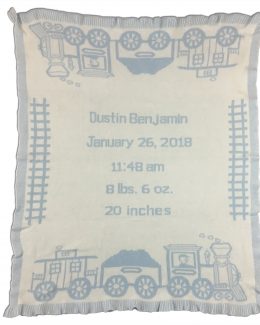 Dustin Benjamin
January 26, 2018
11:48 am
8 lbs. 6 oz.
20 inches